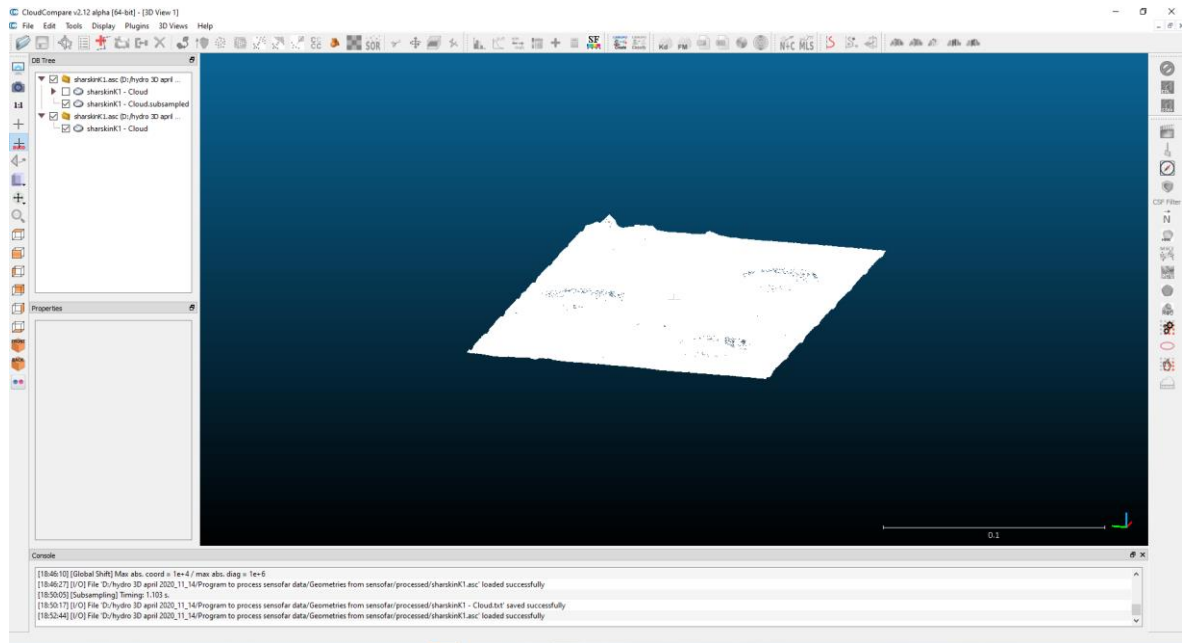 CloudCompare v2.12 alpha [64-bit] - [3D View 1]
File Edit Tools Display Plugins 3D Views Help
SOR SF Kd FM N+C MLS
DB Tree
sharskinK1.asc (D:/hydro 3D april ...
sharskinK1 - Cloud
sharskinK1 - Cloud.subsampled
sharskinK1.asc (D:/hydro 3D april ...
sharskinK1 - Cloud
1:1
CSF Filter
N
Properties
0.1
Console
[18:46:10] [Global Shift] Max abs. coord = 1e+4 / max abs. diag = 1e+6
[18:46:27] [I/O] File 'D:/hydro 3D april 2020_11_14/Program to process sensofar data/Geometries from sensofar/processed/sharskinK1.asc' loaded successfully
[18:50:05] [Subsampling] Timing: 1.103 s.
[18:50:17] [I/O] File 'D:/hydro 3D april 2020_11_14/Program to process sensofar data/Geometries from sensofar/processed/sharskinK1 - Cloud.txt' saved successfully
[18:52:44] [I/O] File 'D:/hydro 3D april 2020_11_14/Program to process sensofar data/Geometries from sensofar/processed/sharskinK1.asc' loaded successfully